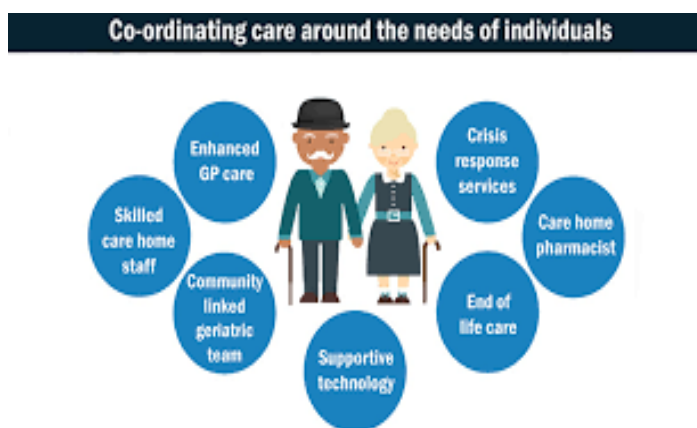 Co-ordinating care around the needs of individuals
Enhanced
GP care
Skilled
care home
staff
Community
linked
geriatric
team
Supportive
technology
End of
life care
Care home
pharmacist
Crisis
response
services